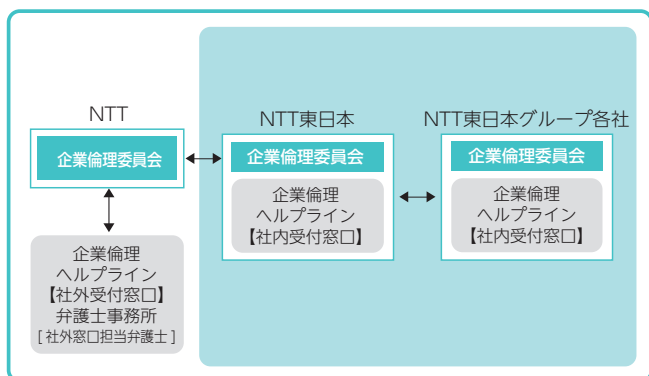 NTT
企業倫理委員会
企業倫理
ヘルプライン
【社外受付窓口】
弁護士事務所
[ 社外窓口担当弁護士 ]
NTT東日本
企業倫理委員会
企業倫理
ヘルプライン
【社内受付窓口】
NTT東日本グループ各社
企業倫理委員会
企業倫理
ヘルプライン
【社内受付窓口】